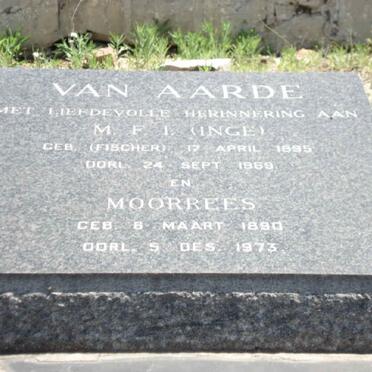 VAN AARDE
MET LIEFDEVOLLE HERINNERING AAN
M. F. I. (INGE)
GEB. (FISCHER) 17 APRIL 1895
OORL. 24 SEPT. 1969
EN
MOORREES
GEB. 8 MAART 1890
OORL. 5 DES. 1973.